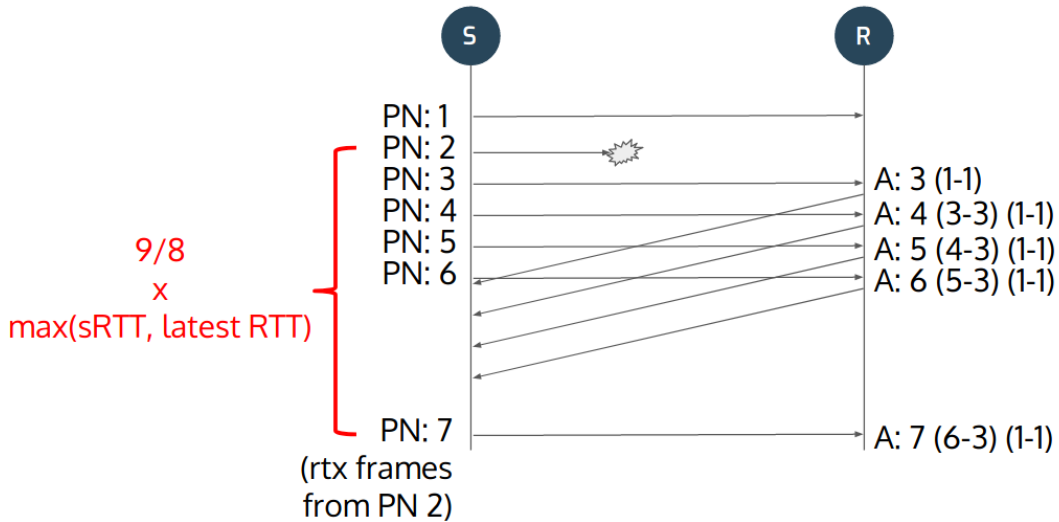 S
R
PN: 1
PN: 2
PN: 3
A: 3 (1-1)
PN: 4
A: 4 (3-3) (1-1)
PN: 5
A: 5 (4-3) (1-1)
PN: 6
A: 6 (5-3) (1-1)
9/8
x
max(sRTT, latest RTT)
PN: 7
A: 7 (6-3) (1-1)
(rtx frames
from PN 2)